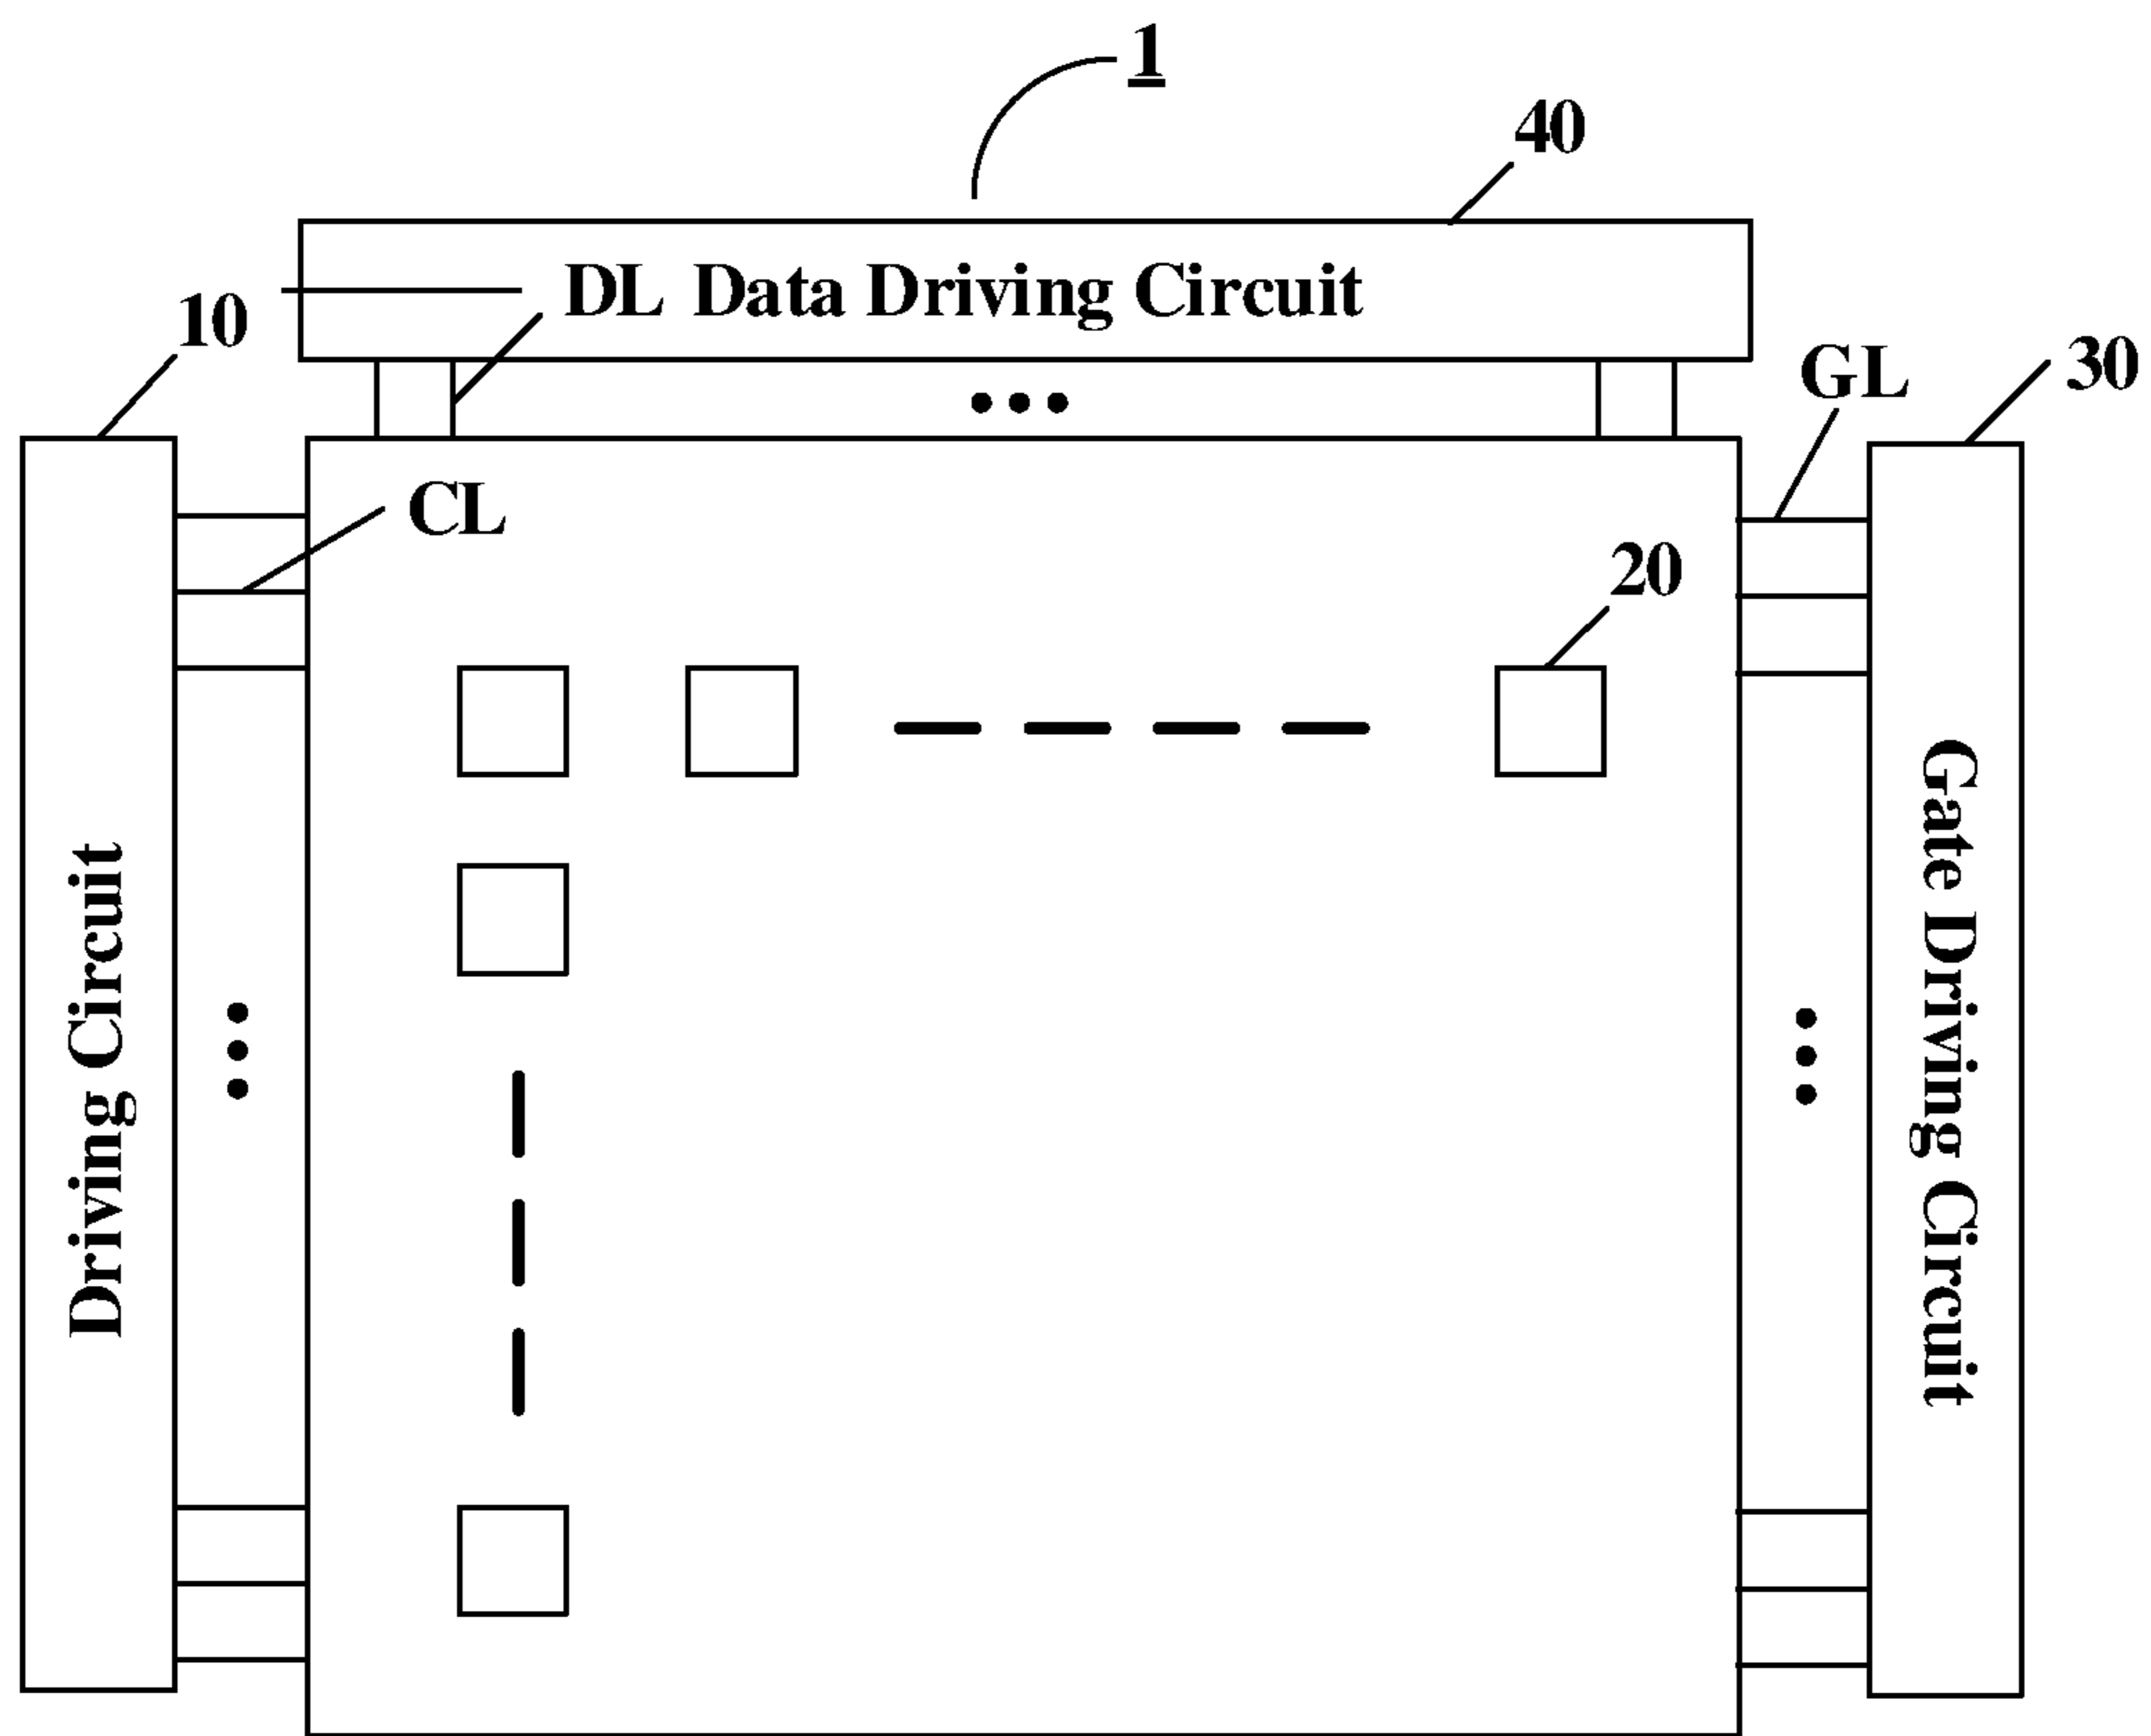 1
40
DL Data Driving Circuit
10
GL
30
CL
20
Driving Circuit
Gate Driving Circuit